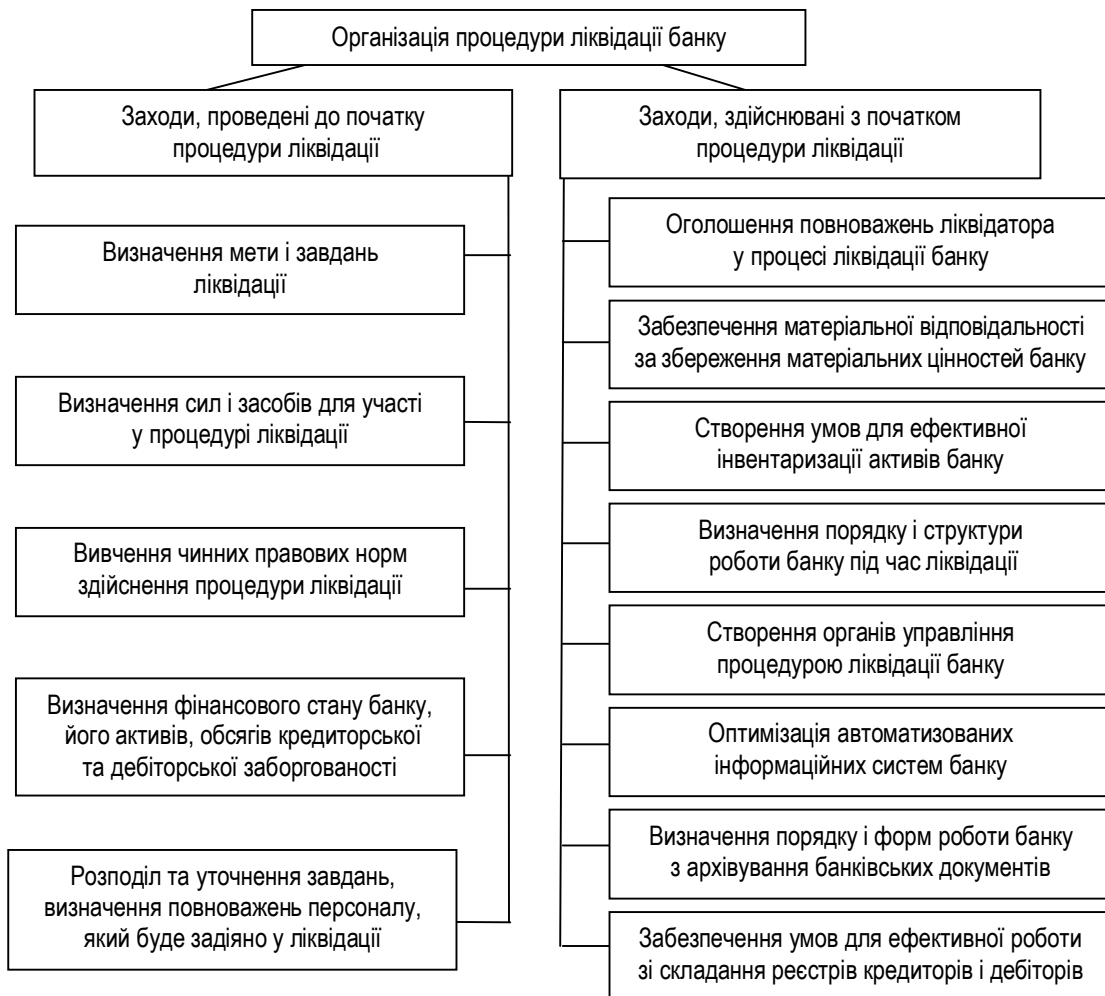 Організація процедури ліквідації банку
Заходи, проведені до початку
процедури ліквідації
Визначення мети і завдань
ліквідації
Визначення сил і засобів для участі
у процедурі ліквідації
Вивчення чинних правових норм
здійснення процедури ліквідації
Визначення фінансового стану банку,
його активів, обсягів кредиторської
та дебіторської заборгованості
Розподіл та уточнення завдань,
визначення повноважень персоналу,
який буде задіяно у ліквідації
Заходи, здійснювані з початком
процедури ліквідації
Оголошення повноважень ліквідатора
у процесі ліквідації банку
Забезпечення матеріальної відповідальності
за збереження матеріальних цінностей банку
Створення умов для ефективної
інвентаризації активів банку
Визначення порядку і структури
роботи банку під час ліквідації
Створення органів управління
процедурою ліквідації банку
Оптимізація автоматизованих
інформаційних систем банку
Визначення порядку і форм роботи банку
з архівування банківських документів
Забезпечення умов для ефективної роботи
зі складання реєстрів кредиторів і дебіторів